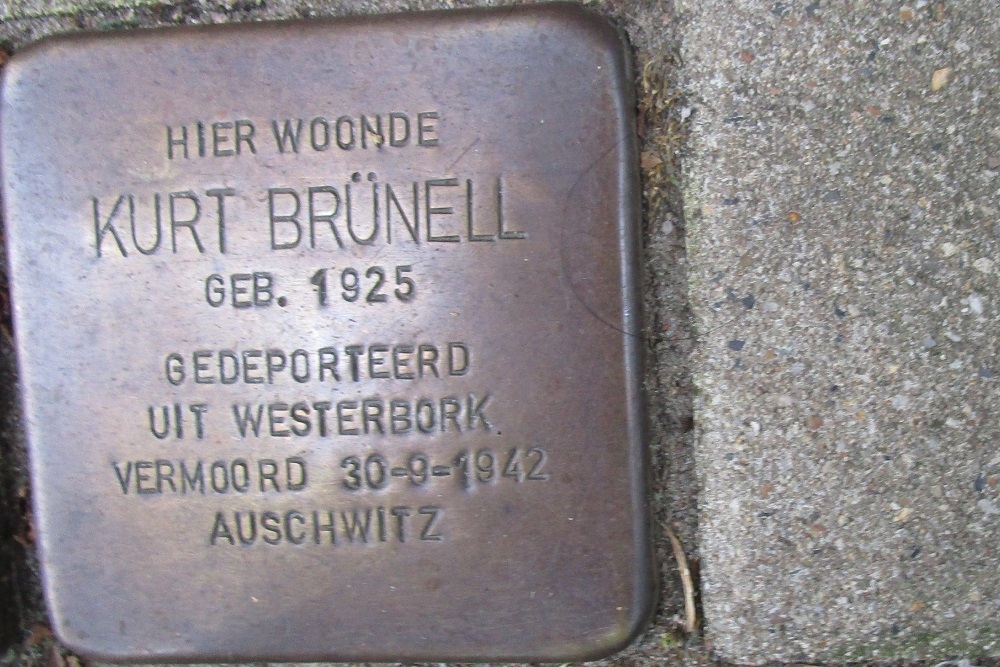 HIER WOONDE
KURT BRÜNELL
GEB. 1925
GEDEPORTEERD
UIT WESTERBORK
VERMOORD 30-9-1942
AUSCHWITZ